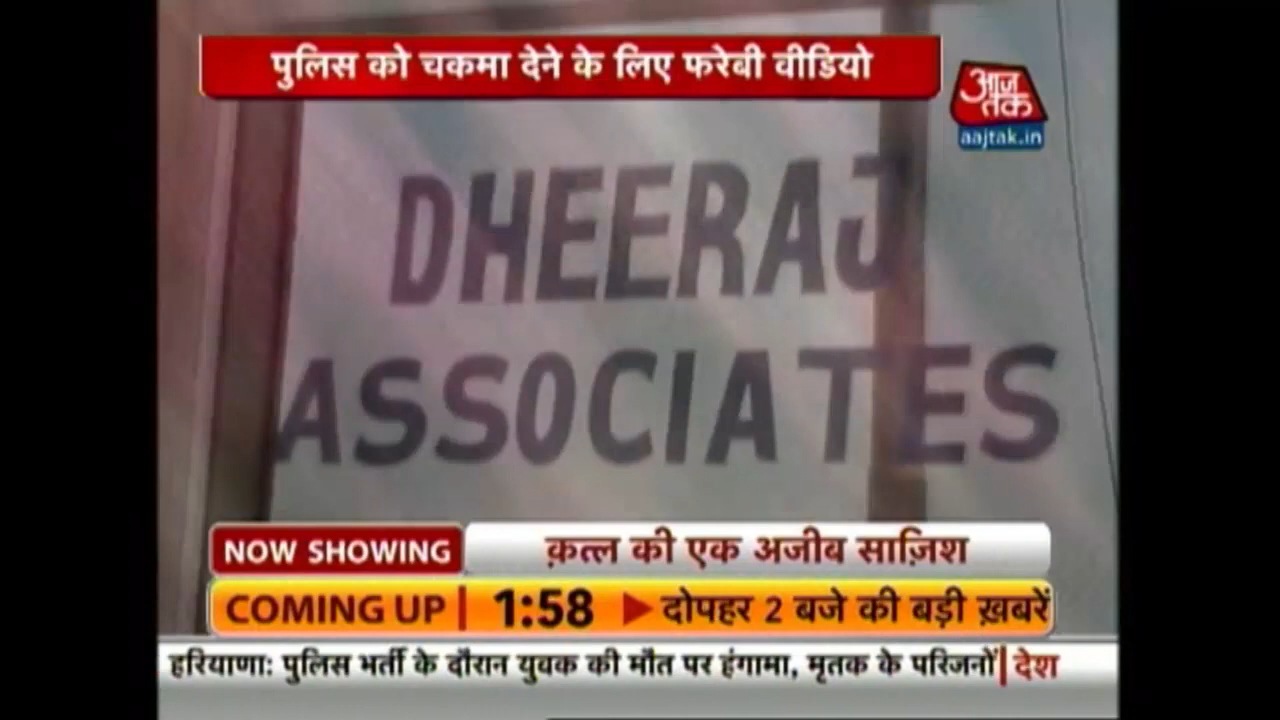 पुलिस को चकमा देने के लिए फरेबी वीडियो
आज तक
aajtak.in
DHEERAJ
ASSOCIATES
NOW SHOWING क़त्ल की एक अजीब साज़िश
COMING UP 1:58 दोपहर 2 बजे की बड़ी ख़बरें
हरियाणा: पुलिस भर्ती के दौरान युवक की मौत पर हंगामा, मृतक के परिजनों देश